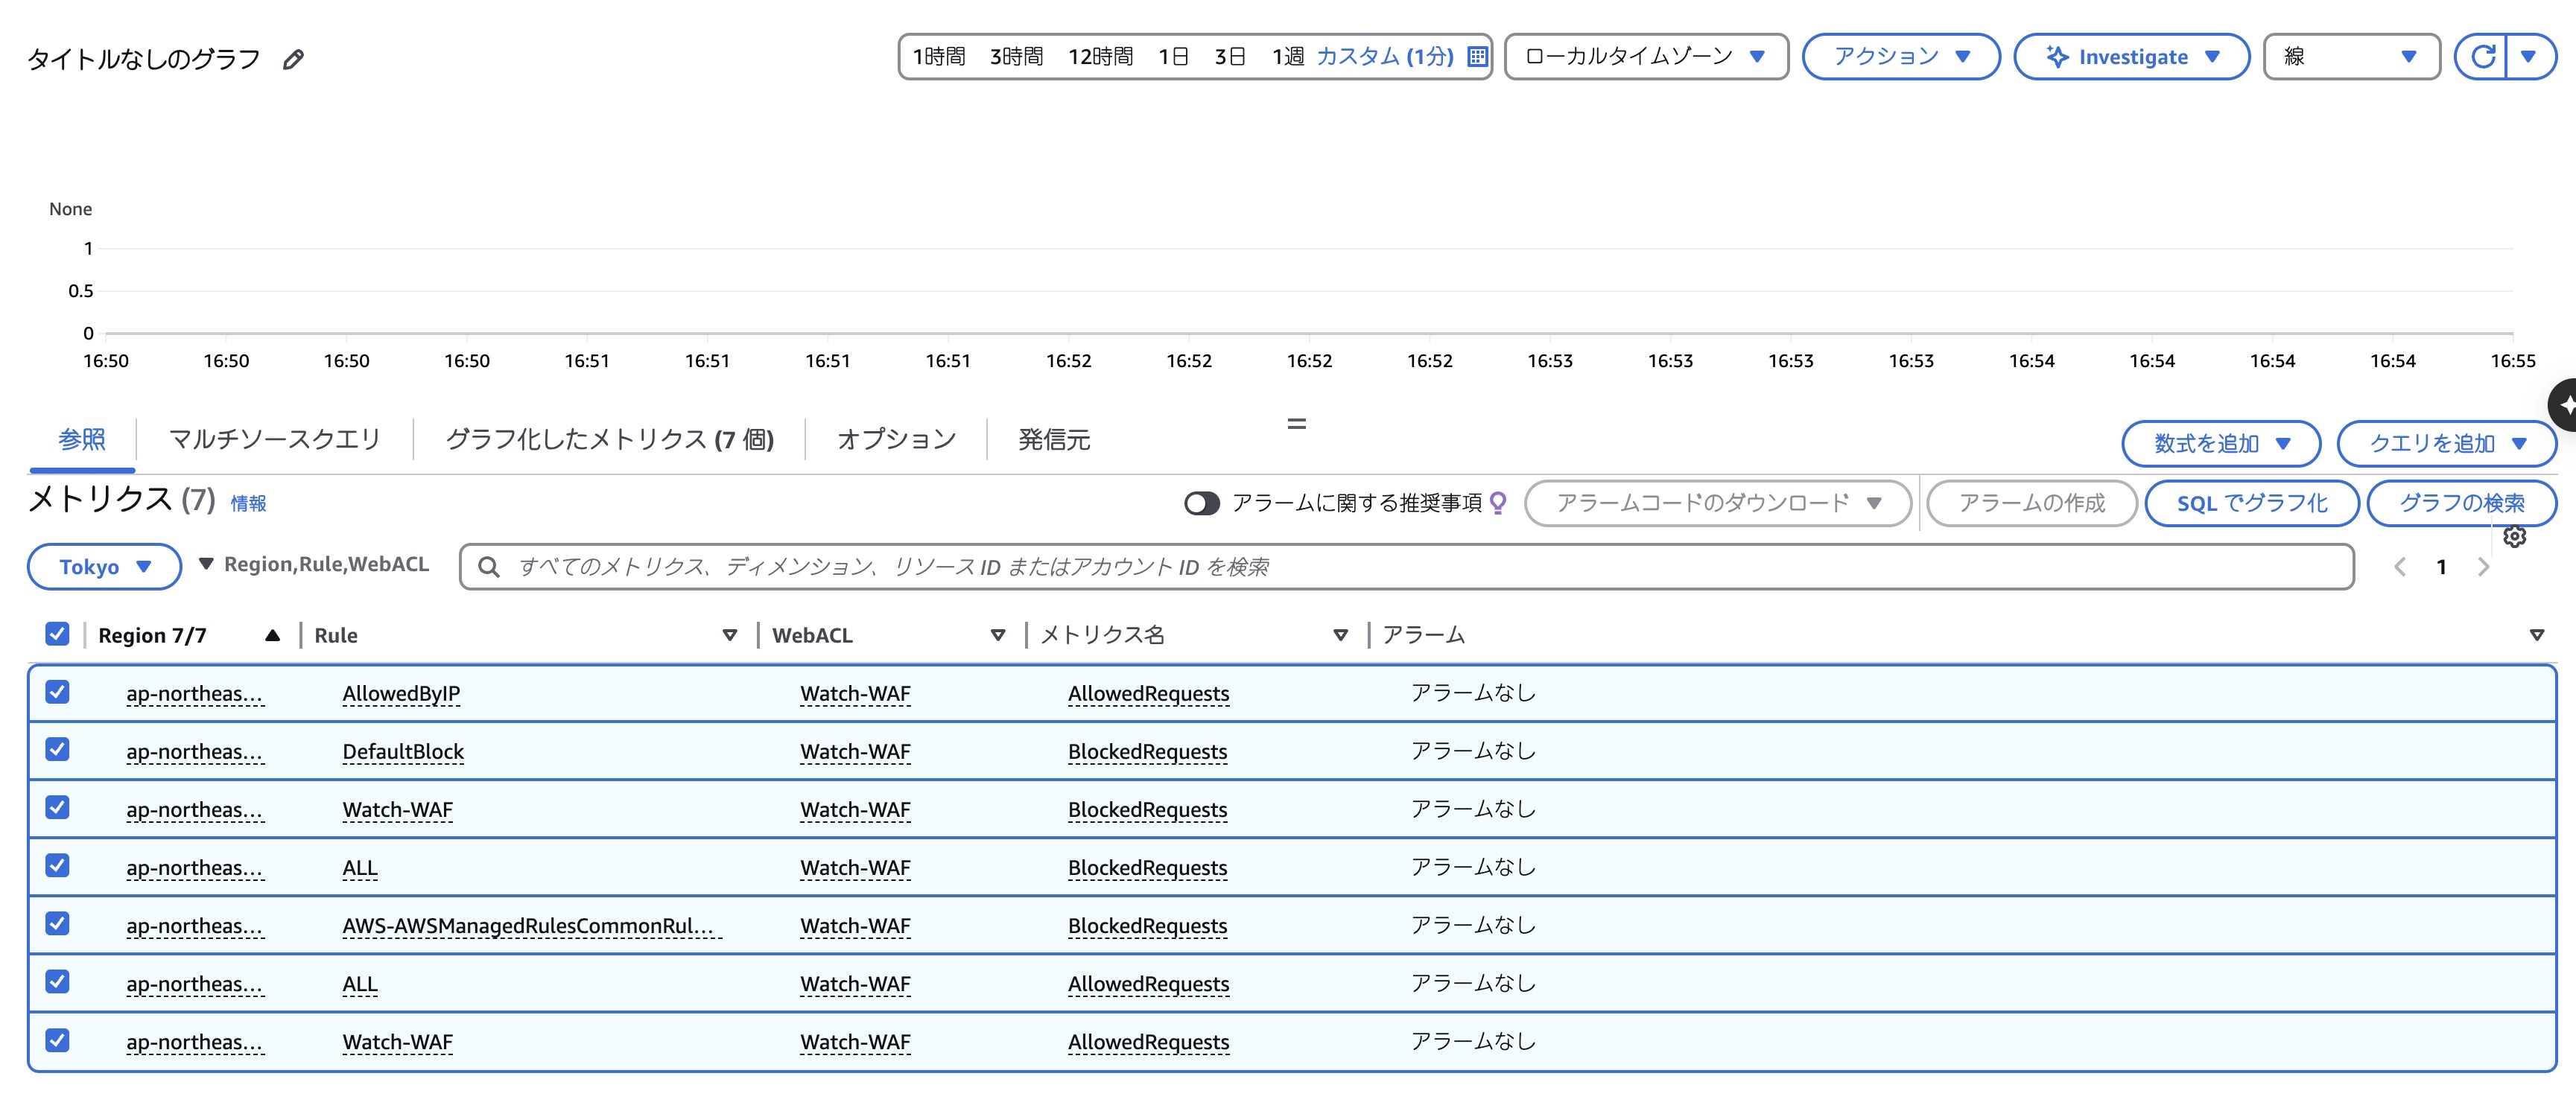 タイトルなしのグラフ
1時間 3時間 12時間 1日 3日 1週 カスタム (1分) ローカルタイムゾーン アクション Investigate 線
None
1
0.5
0
16:50 16:50 16:50 16:50 16:51 16:51 16:51 16:51 16:52 16:52 16:52 16:52 16:53 16:53 16:53 16:53 16:54 16:54 16:54 16:54 16:55
参照 マルチソースクエリ グラフ化したメトリクス (7 個) オプション 発信元 数式を追加 クエリを追加
メトリクス (7) 情報 アラームに関する推奨事項 アラームコードのダウンロード アラームの作成 SQL でグラフ化 グラフの検索
Tokyo Region,Rule,WebACL すべてのメトリクス、ディメンション、リソース ID またはアカウント ID を検索 1
Region 7/7 Rule WebACL メトリクス名 アラーム
ap-northeas... AllowedByIP Watch-WAF AllowedRequests アラームなし
ap-northeas... DefaultBlock Watch-WAF BlockedRequests アラームなし
ap-northeas... Watch-WAF Watch-WAF BlockedRequests アラームなし
ap-northeas... ALL Watch-WAF BlockedRequests アラームなし
ap-northeas... AWS-AWSManagedRulesCommonRul... Watch-WAF BlockedRequests アラームなし
ap-northeas... ALL Watch-WAF AllowedRequests アラームなし
ap-northeas... Watch-WAF Watch-WAF AllowedRequests アラームなし